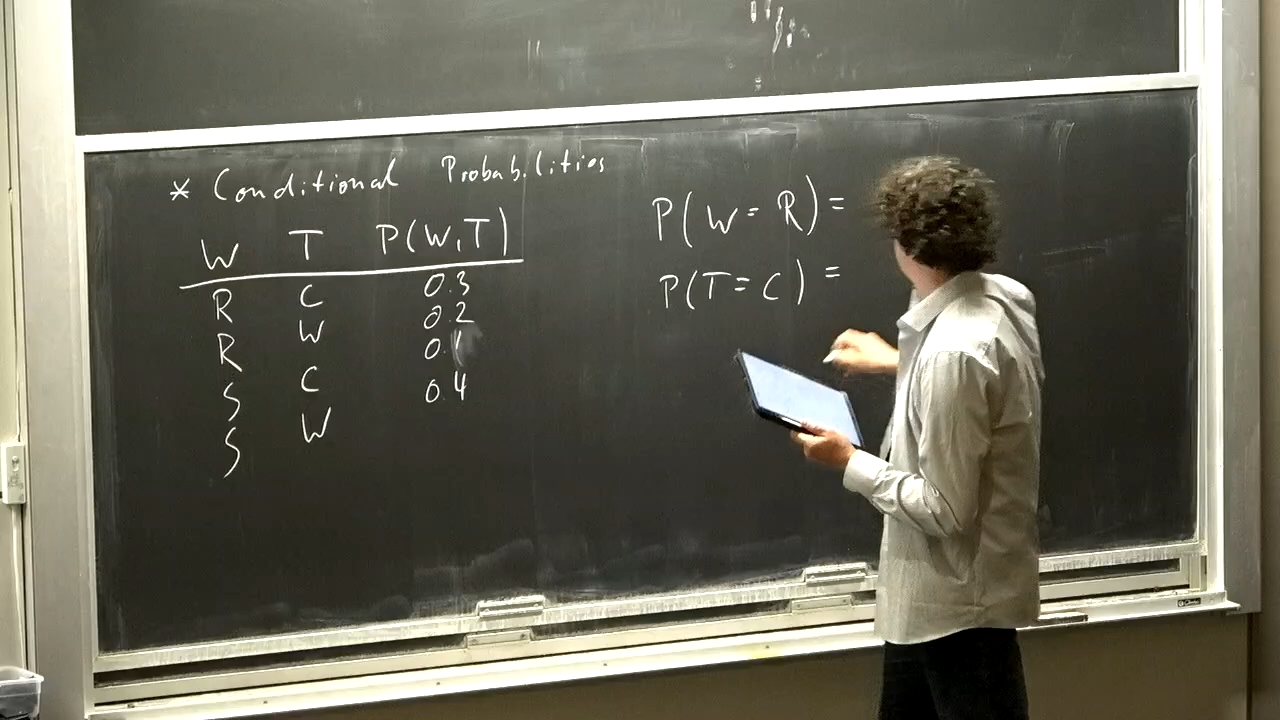 * Conditional Probabilities
W T P(W,T)
R C 0.3
R W 0.2
S C 0.1
S W 0.4
P(W=R)=
P(T=C)=